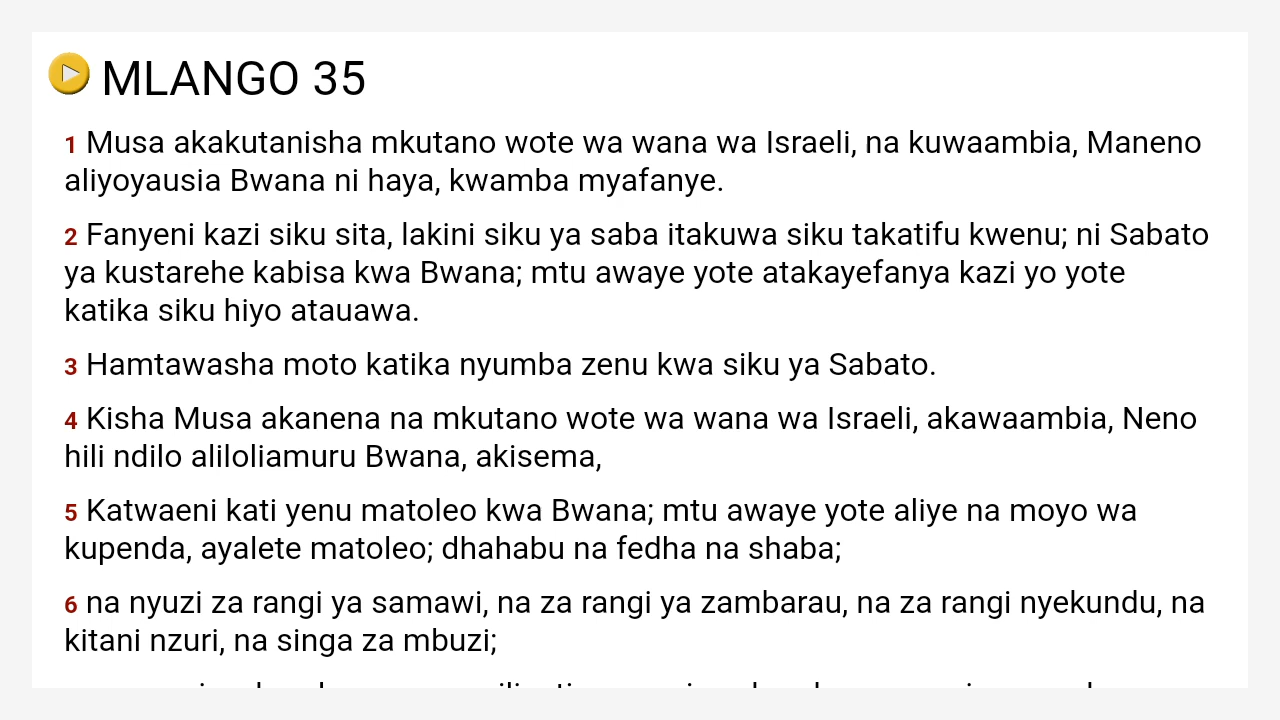 MLANGO 35
1 Musa akakutanisha mkutano wote wa wana wa Israeli, na kuwaambia, Maneno
aliyoyausia Bwana ni haya, kwamba myafanye.
2 Fanyeni kazi siku sita, lakini siku ya saba itakuwa siku takatifu kwenu; ni Sabato
ya kustarehe kabisa kwa Bwana; mtu awaye yote atakayefanya kazi yo yote
katika siku hiyo atauawa.
3 Hamtawasha moto katika nyumba zenu kwa siku ya Sabato.
4 Kisha Musa akanena na mkutano wote wa wana wa Israeli, akawaambia, Neno
hili ndilo aliloliamuru Bwana, akisema,
5 Katwaeni kati yenu matoleo kwa Bwana; mtu awaye yote aliye na moyo wa
kupenda, ayalete matoleo; dhahabu na fedha na shaba;
6 na nyuzi za rangi ya samawi, na za rangi ya zambarau, na za rangi nyekundu, na
kitani nzuri, na singa za mbuzi;